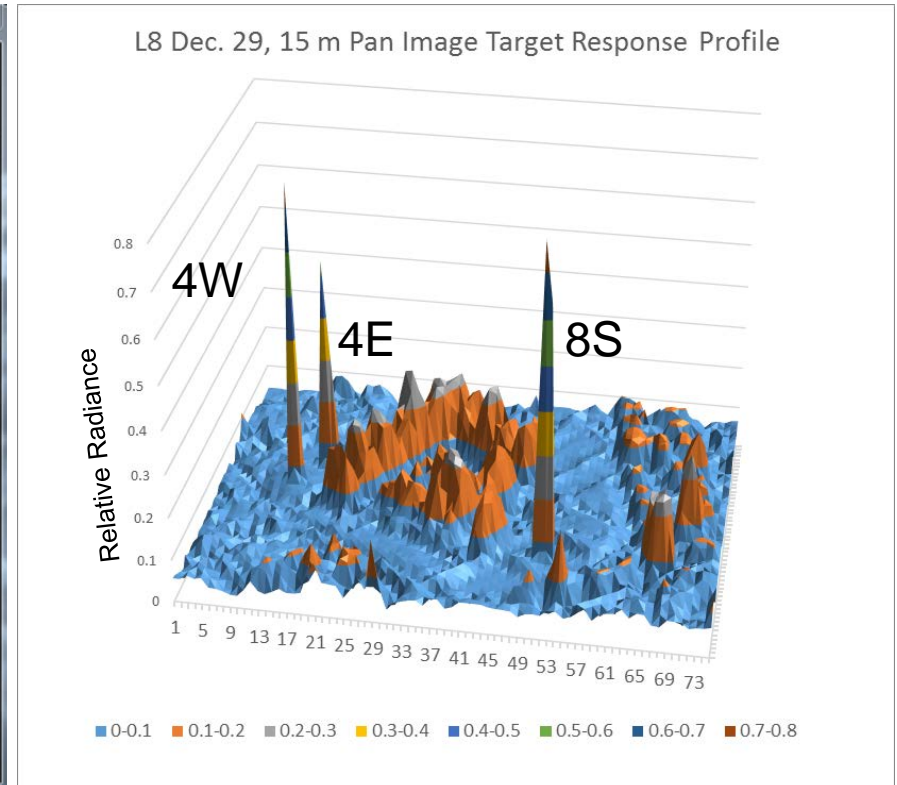 L8 Dec. 29, 15 m Pan Image Target Response Profile
4W
4E
8S
Relative Radiance
0.8
0.7
0.6
0.5
0.4
0.3
0.2
0.1
0
1 5 9 13 17 21 25 29 33 37 41 45 49 53 57 61 65 69 73
0-0.1 0.1-0.2 0.2-0.3 0.3-0.4 0.4-0.5 0.5-0.6 0.6-0.7 0.7-0.8